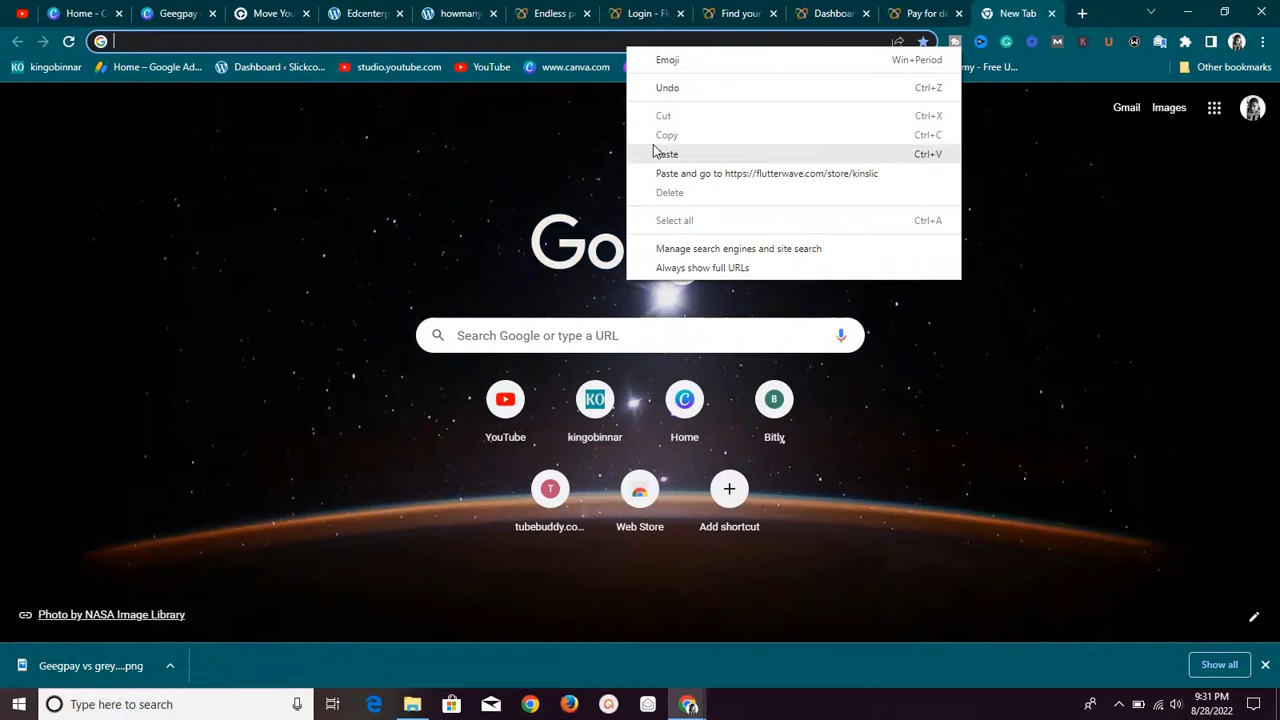 Geegpay
Move You
Edcenterp
howmany
Endless pe
Login - Flu
Find your
Dashboar
Pay for de
New Tab
kingobinnar
Home – Google Ad...
Dashboard ‹ Slickco...
studio.youtube.com
YouTube
www.canva.com
my - Free U...
Other bookmarks
Emoji Win+Period
Undo Ctrl+Z
Cut Ctrl+X
Copy Ctrl+C
Paste Ctrl+V
Paste and go to https://flutterwave.com/store/kinslic
Delete
Select all Ctrl+A
Manage search engines and site search
Always show full URLs
Gmail Images
Go
Search Google or type a URL
KO
B
YouTube kingobinnar Home Bitly
T
tubebuddy.co... Web Store Add shortcut
Photo by NASA Image Library
Geegpay vs grey....png
Show all
Type here to search
9:31 PM
8/28/2022